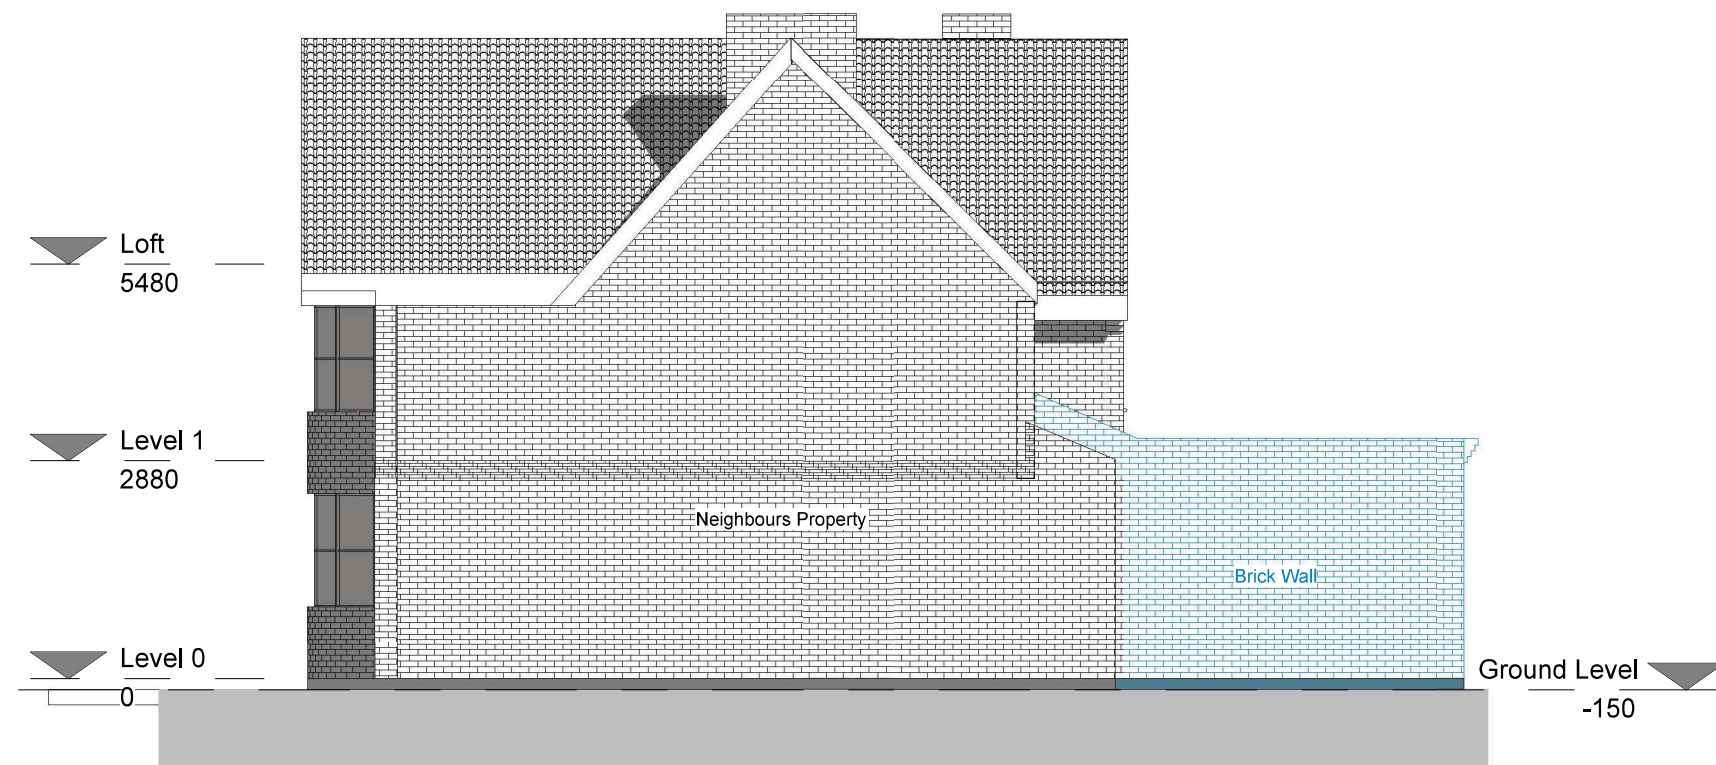 Loft
5480
Level 1
2880
Neighbours Property
Brick Wall
Level 0
0
Ground Level
-150